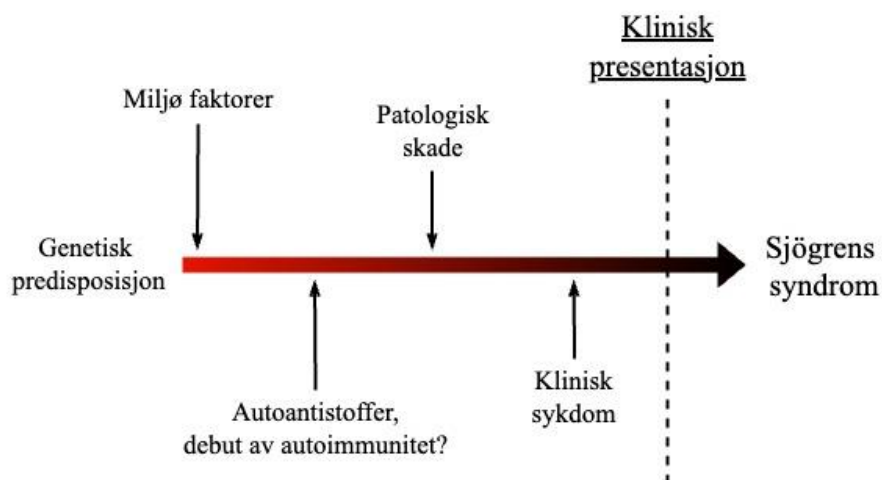 Klinisk
presentasjon
Miljø faktorer
Patologisk
skade
Genetisk
predisposisjon
Sjögrens
syndrom
Klinisk
sykdom
Autoantistoffer,
debut av autoimmunitet?